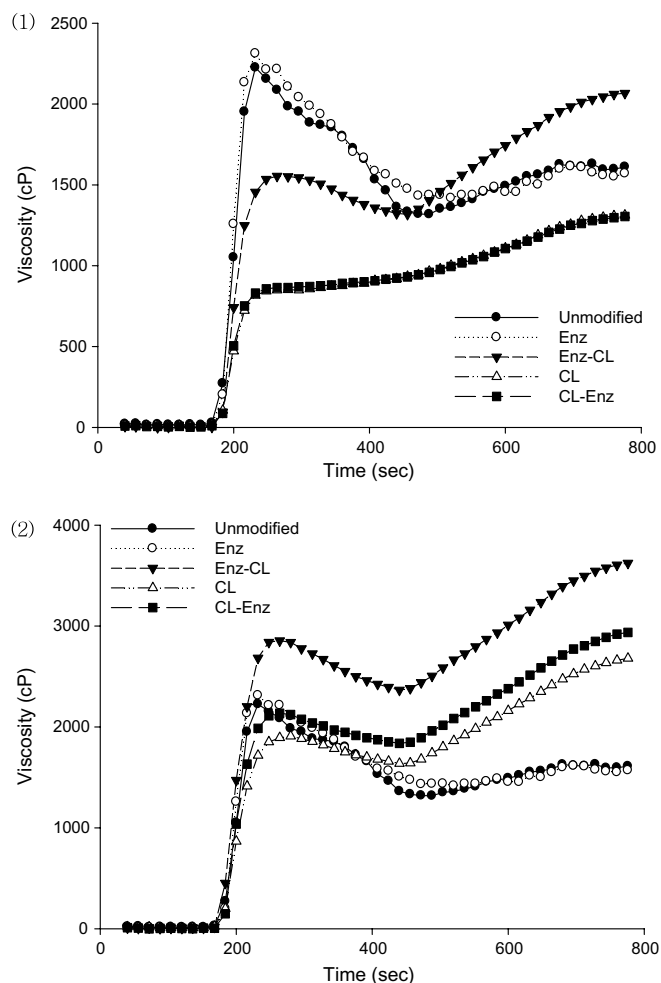 (1)
2500
2000
1500
1000
500
0
Viscosity (cP)
Unmodified
Enz
Enz-CL
CL
CL-Enz
0 200 400 600 800
Time (sec)
(2)
4000
3000
2000
1000
0
Viscosity (cP)
Unmodified
Enz
Enz-CL
CL
CL-Enz
0 200 400 600 800
Time (sec)